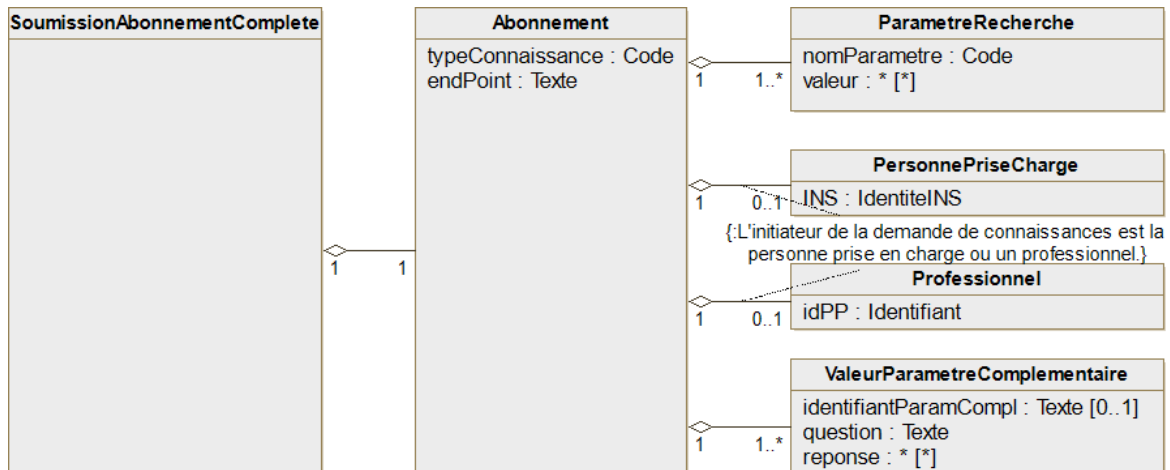 SoumissionAbonnementComplete
1
1
Abonnement
typeConnaissance : Code
endPoint : Texte
1
1..*
ParametreRecherche
nomParametre : Code
valeur : * [*]
1
0..1
PersonnePriseCharge
INS : IdentiteINS
{:L'initiateur de la demande de connaissances est la
personne prise en charge ou un professionnel.}
1
0..1
Professionnel
idPP : Identifiant
1
1..*
ValeurParametreComplementaire
identifiantParamCompl : Texte [0..1]
question : Texte
reponse : * [*]